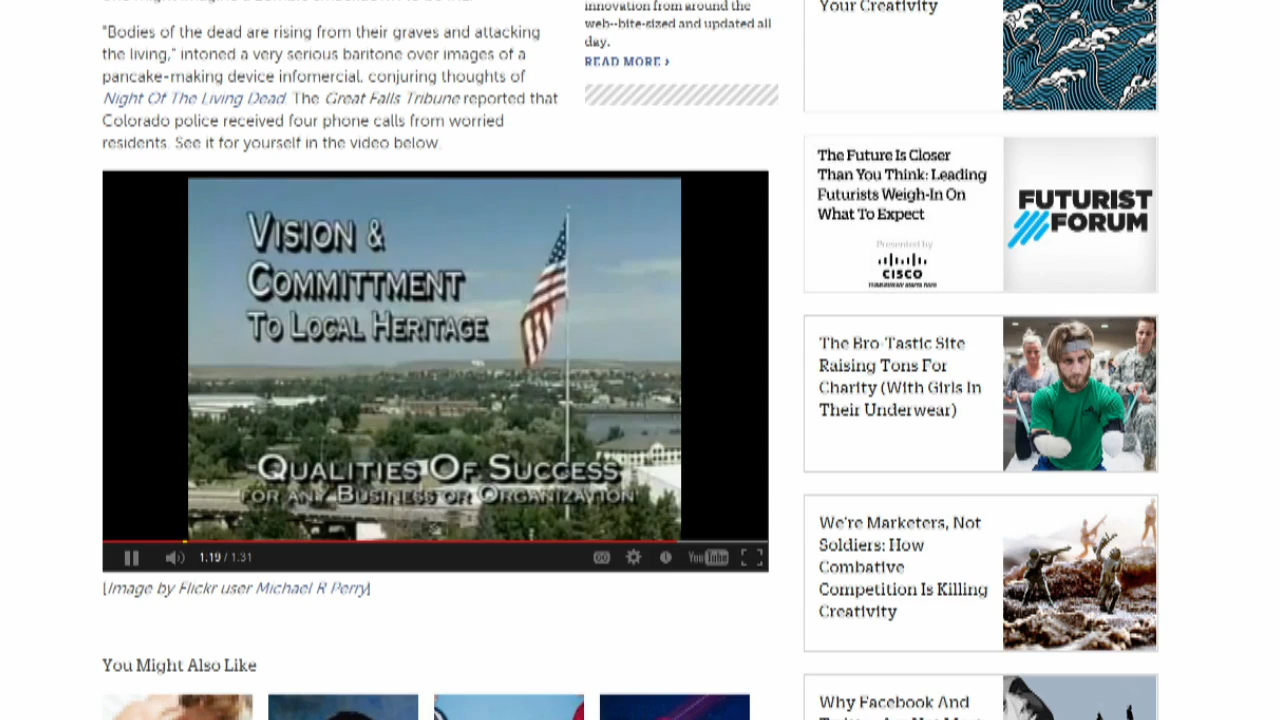 "Bodies of the dead are rising from their graves and attacking
the living," intoned a very serious baritone over images of a
pancake-making device infomercial, conjuring thoughts of
Night Of The Living Dead. The Great Falls Tribune reported that
Colorado police received four phone calls from worried
residents. See it for yourself in the video below.
innovation from around the
web--bite-sized and updated all
day.
READ MORE ›
VISION &
COMMITTMENT
TO LOCAL HERITAGE
QUALITIES OF SUCCESS
FOR ANY BUSINESS OR ORGANIZATION
1:19 / 1:31
CC
YouTube
[Image by Flickr user Michael R Perry]
You Might Also Like
Your Creativity
The Future Is Closer
Than You Think: Leading
Futurists Weigh-In On
What To Expect
Presented by
CISCO
FUTURIST
FORUM
The Bro-Tastic Site
Raising Tons For
Charity (With Girls In
Their Underwear)
We're Marketers, Not
Soldiers: How
Combative
Competition Is Killing
Creativity
Why Facebook And